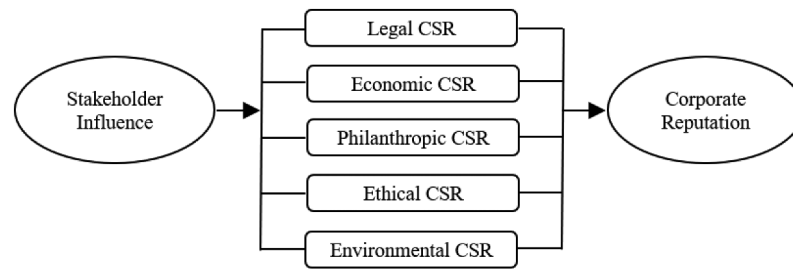 Stakeholder
Influence
Legal CSR
Economic CSR
Philanthropic CSR
Ethical CSR
Environmental CSR
Corporate
Reputation